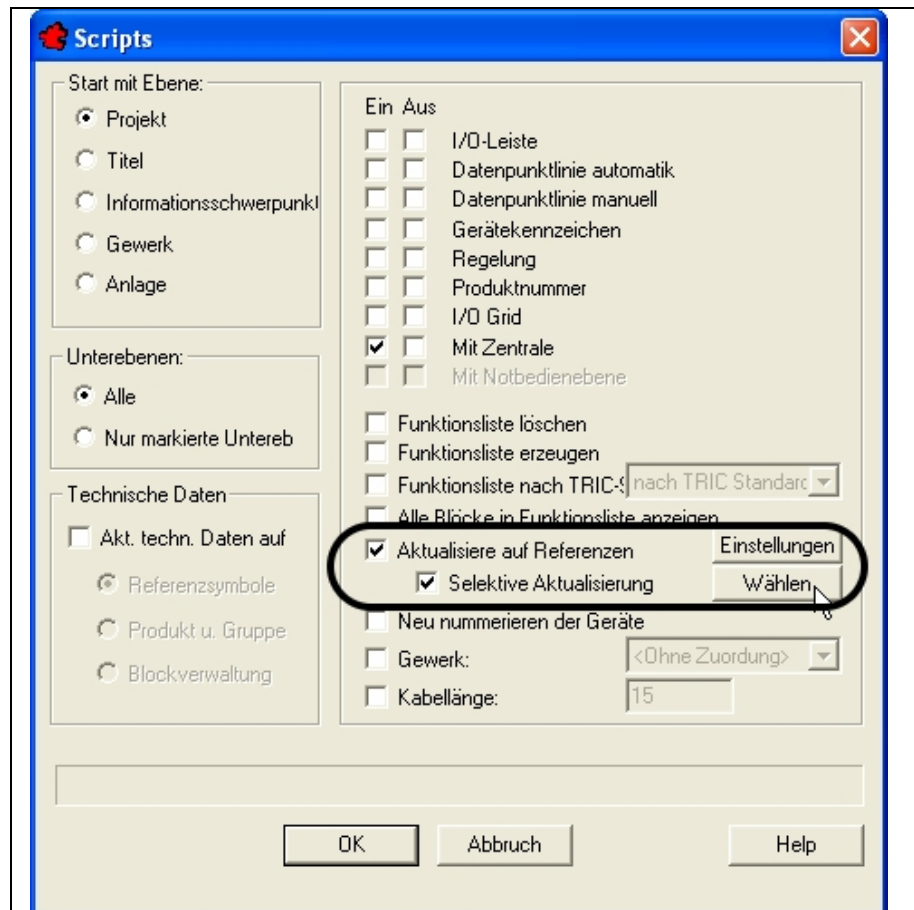 Scripts
Start mit Ebene:
Projekt
Titel
Informationsschwerpunkt
Gewerk
Anlage
Unterebenen:
Alle
Nur markierte Untereb
Technische Daten
Akt. techn. Daten auf
Referenzsymbole
Produkt u. Gruppe
Blockverwaltung
Ein Aus
I/O-Leiste
Datenpunktlinie automatik
Datenpunktlinie manuell
Gerätekennzeichen
Regelung
Produktnummer
I/O Grid
Mit Zentrale
Mit Notbedienebene
Funktionsliste löschen
Funktionsliste erzeugen
Funktionsliste nach TRIC-S nach TRIC Standard
Alle Blöcke in Funktionsliste anzeigen
Aktualisiere auf Referenzen Einstellungen
Selektive Aktualisierung Wählen
Neu nummerieren der Geräte
Gewerk: <Ohne Zuordung>
Kabellänge: 15
OK Abbruch Help